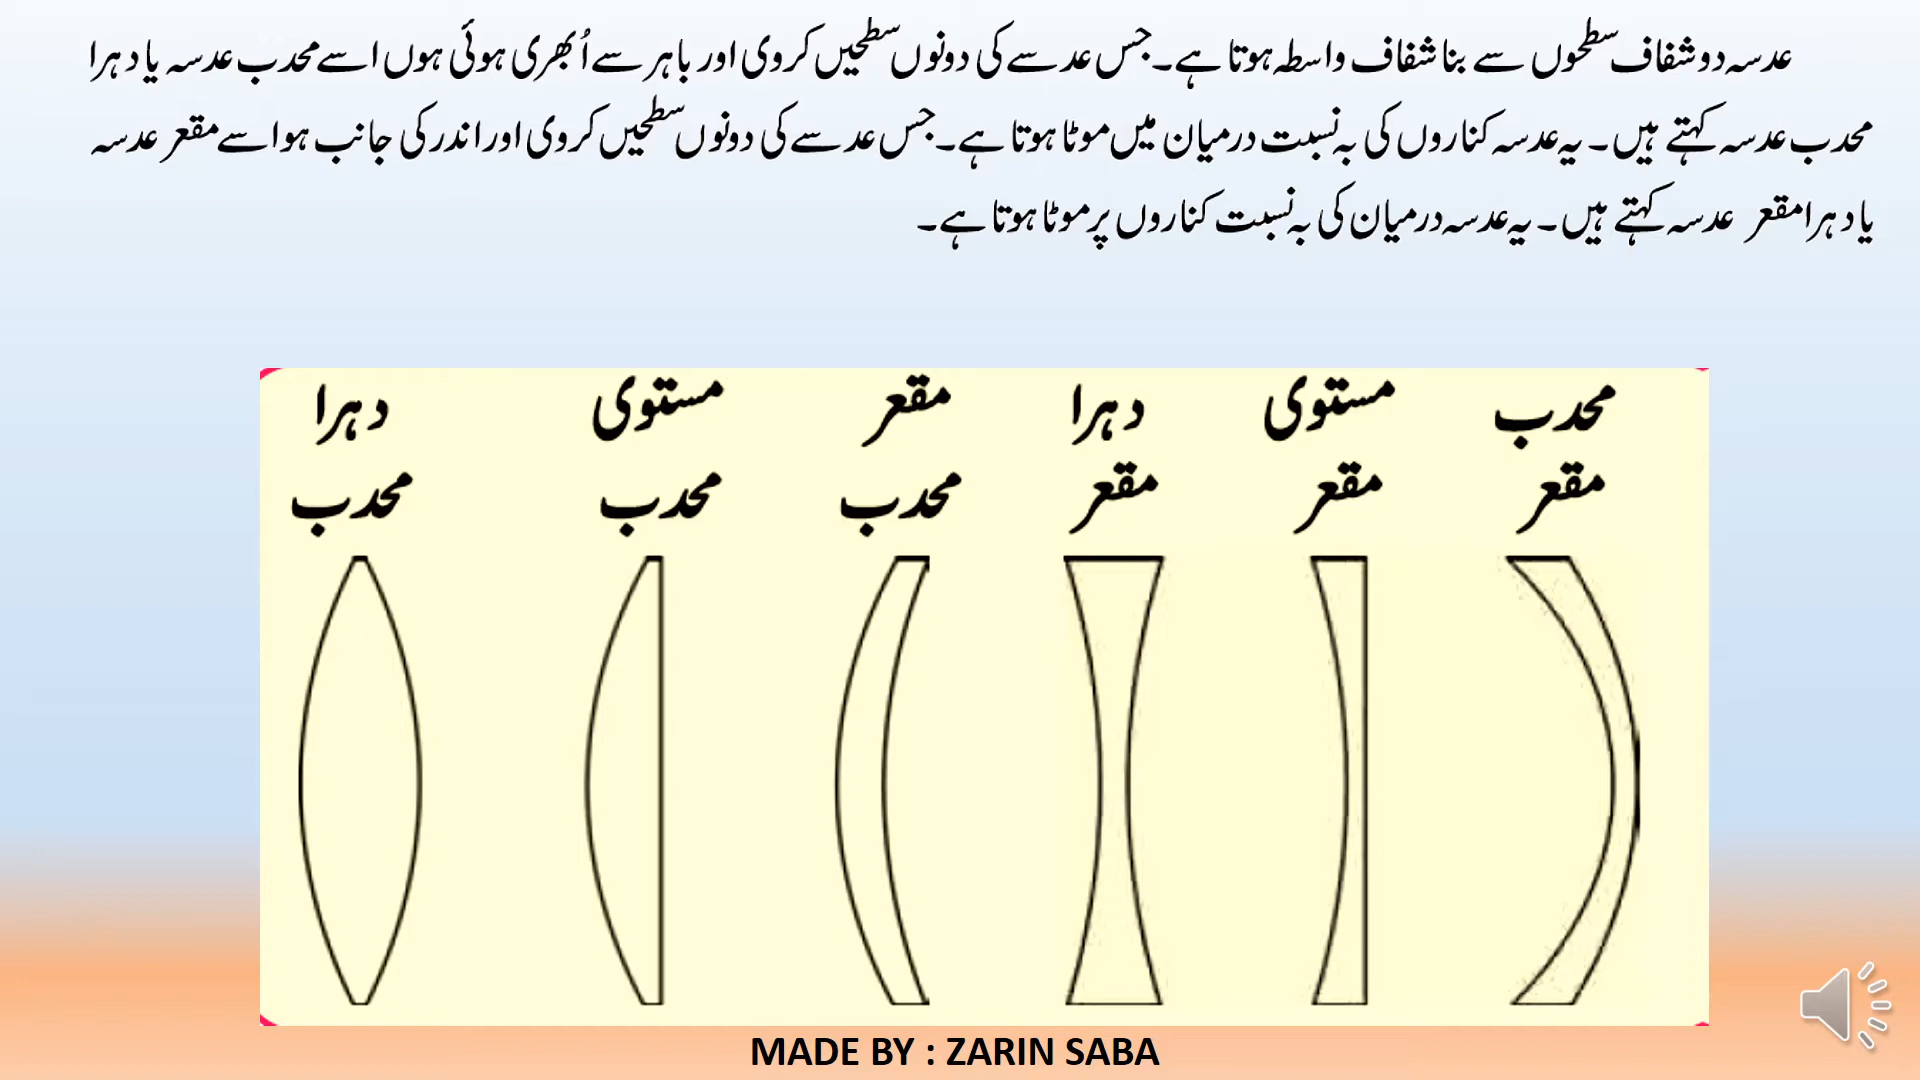 عدسہ دو شفاف سطحوں سے بنا شفاف واسطہ ہوتا ہے۔ جس عدسے کی دونوں سطحیں کروی اور باہر سے اُبھری ہوئی ہوں اسے محدب عدسہ یا دہرا
محدب عدسہ کہتے ہیں۔ یہ عدسہ کناروں کی بہ نسبت درمیان میں موٹا ہوتا ہے۔ جس عدسے کی دونوں سطحیں کروی اور اندر کی جانب ہو اسے مقعر عدسہ
یا دہرا مقعر عدسہ کہتے ہیں۔ یہ عدسہ درمیان کی بہ نسبت کناروں پر موٹا ہوتا ہے۔
محدب مستوی دہرا مقعر مستوی دہرا
مقعر مقعر مقعر محدب محدب محدب
MADE BY : ZARIN SABA